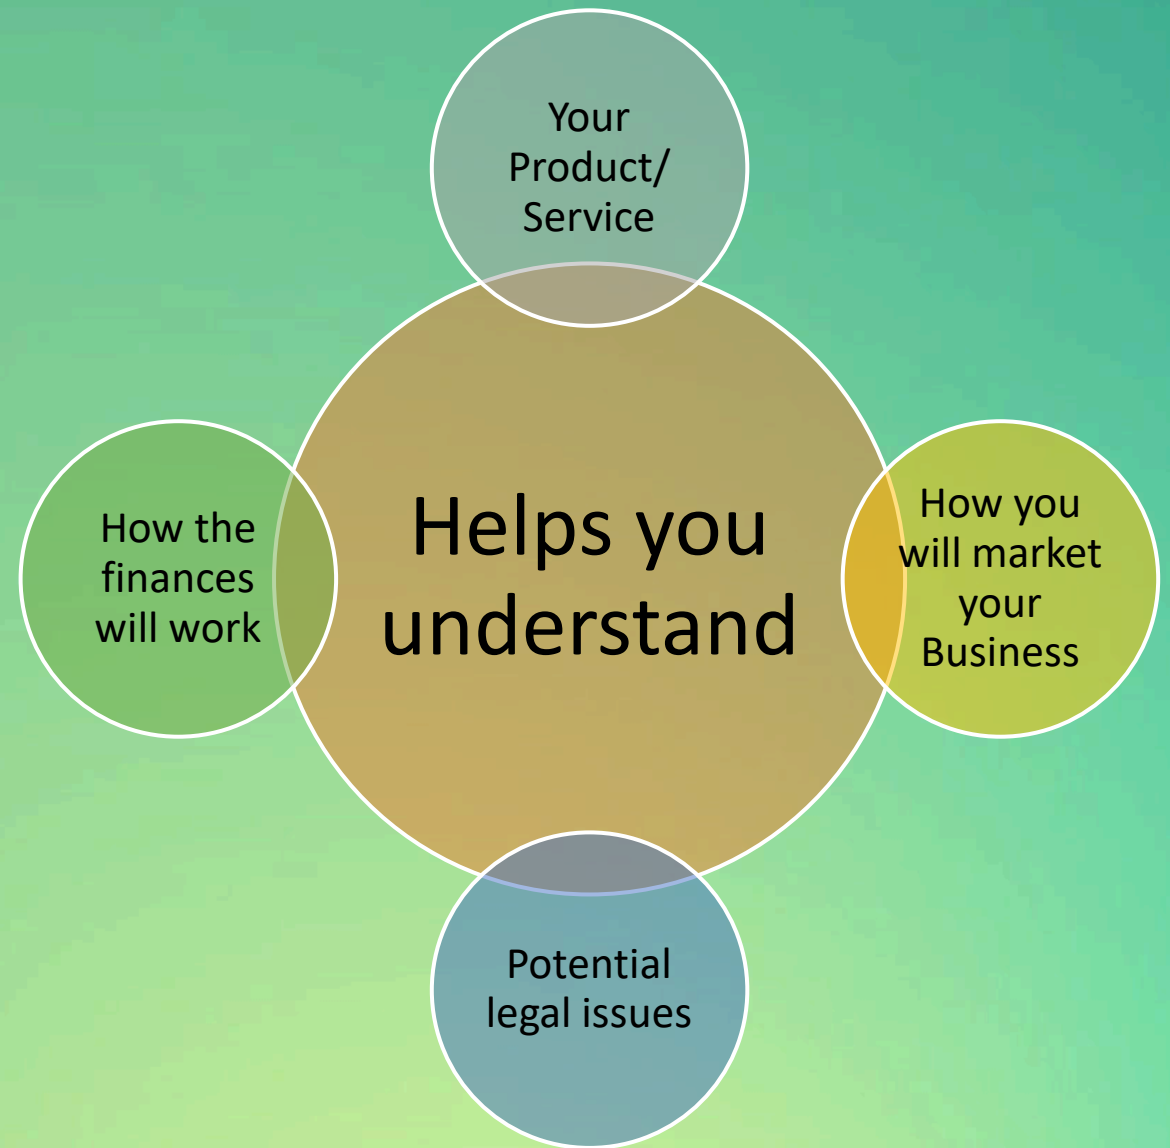 Your
Product/
Service
Helps you
understand
How you
will market
your
Business
Potential
legal issues
How the
finances
will work